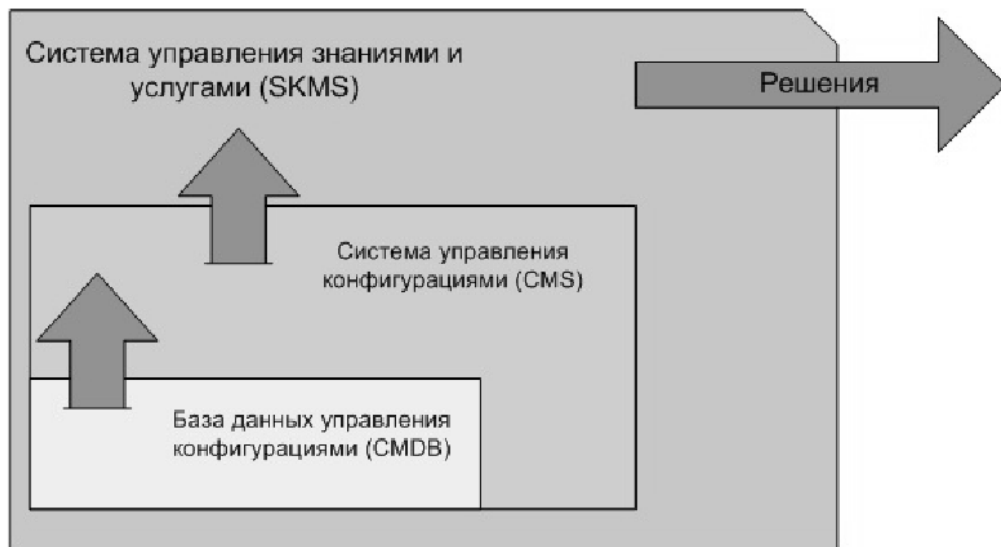 Система управления знаниями и
услугами (SKMS)
Решения
Система управления
конфигурациями (CMS)
База данных управления
конфигурациями (CMDB)